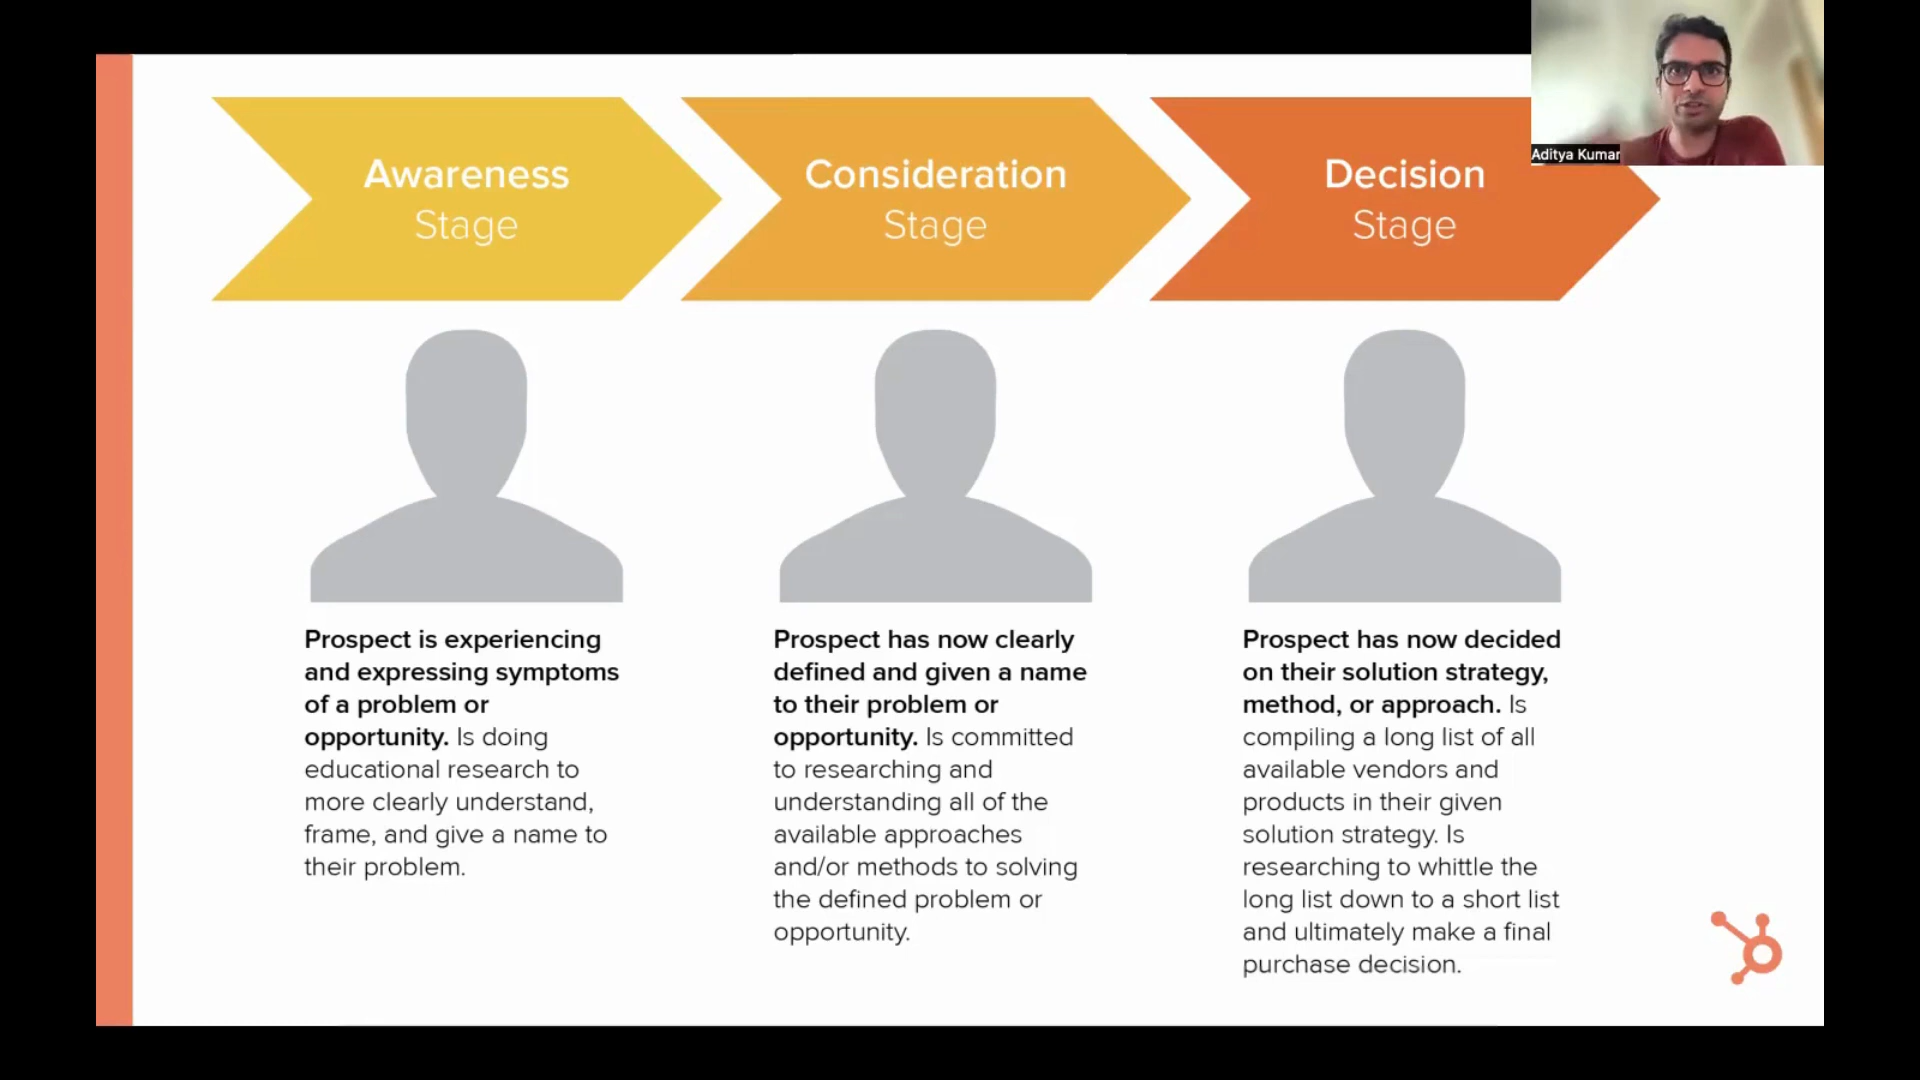 Aditya Kumar
Awareness
Stage
Consideration
Stage
Decision
Stage
Prospect is experiencing
and expressing symptoms
of a problem or
opportunity. Is doing
educational research to
more clearly understand,
frame, and give a name to
their problem.
Prospect has now clearly
defined and given a name
to their problem or
opportunity. Is committed
to researching and
understanding all of the
available approaches
and/or methods to solving
the defined problem or
opportunity.
Prospect has now decided
on their solution strategy,
method, or approach. Is
compiling a long list of all
available vendors and
products in their given
solution strategy. Is
researching to whittle the
long list down to a short list
and ultimately make a final
purchase decision.